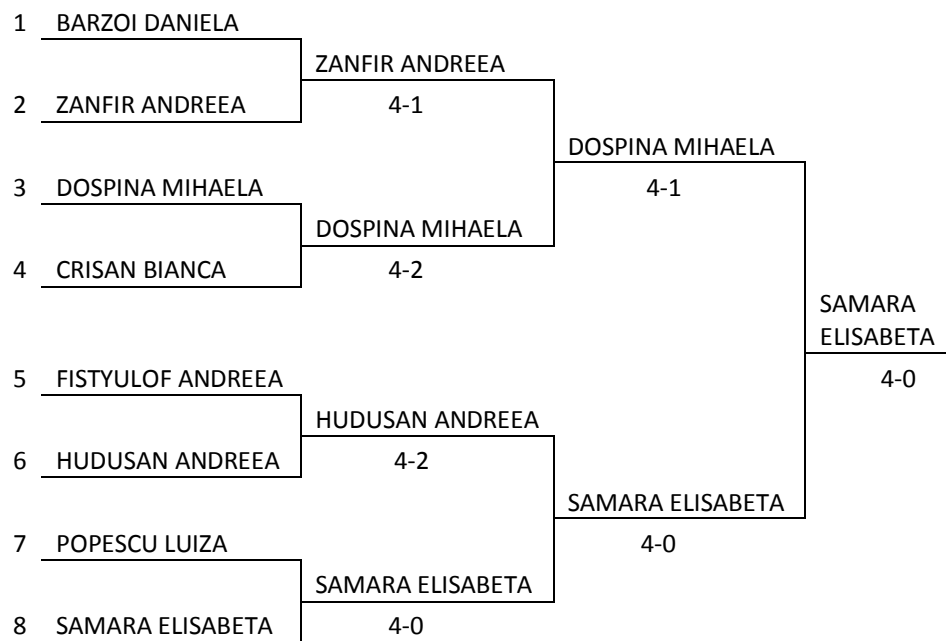 1 BARZOI DANIELA
ZANFIR ANDREEA
2 ZANFIR ANDREEA 4-1
DOSPINA MIHAELA
3 DOSPINA MIHAELA 4-1
DOSPINA MIHAELA
4 CRISAN BIANCA 4-2
SAMARA
ELISABETA
5 FISTYULOF ANDREEA 4-0
HUDUSAN ANDREEA
6 HUDUSAN ANDREEA 4-2
SAMARA ELISABETA
7 POPESCU LUIZA 4-0
SAMARA ELISABETA
8 SAMARA ELISABETA 4-0